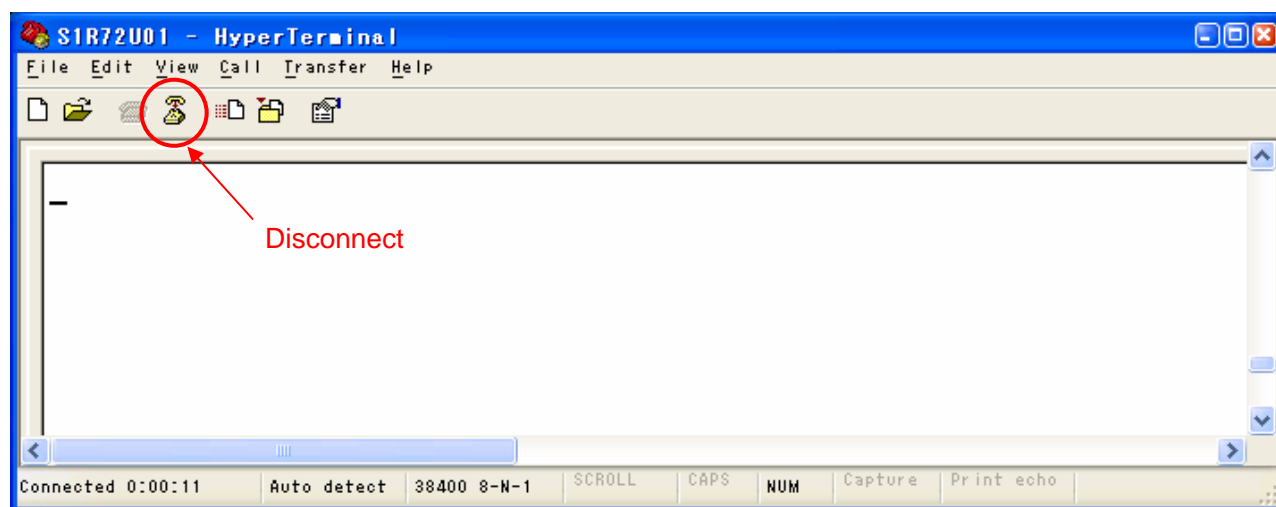 S1R72U01 - HyperTerminal
File Edit View Call Transfer Help
Disconnect
Connected 0:00:11 Auto detect 38400 8-N-1 SCROLL CAPS NUM Capture Print echo